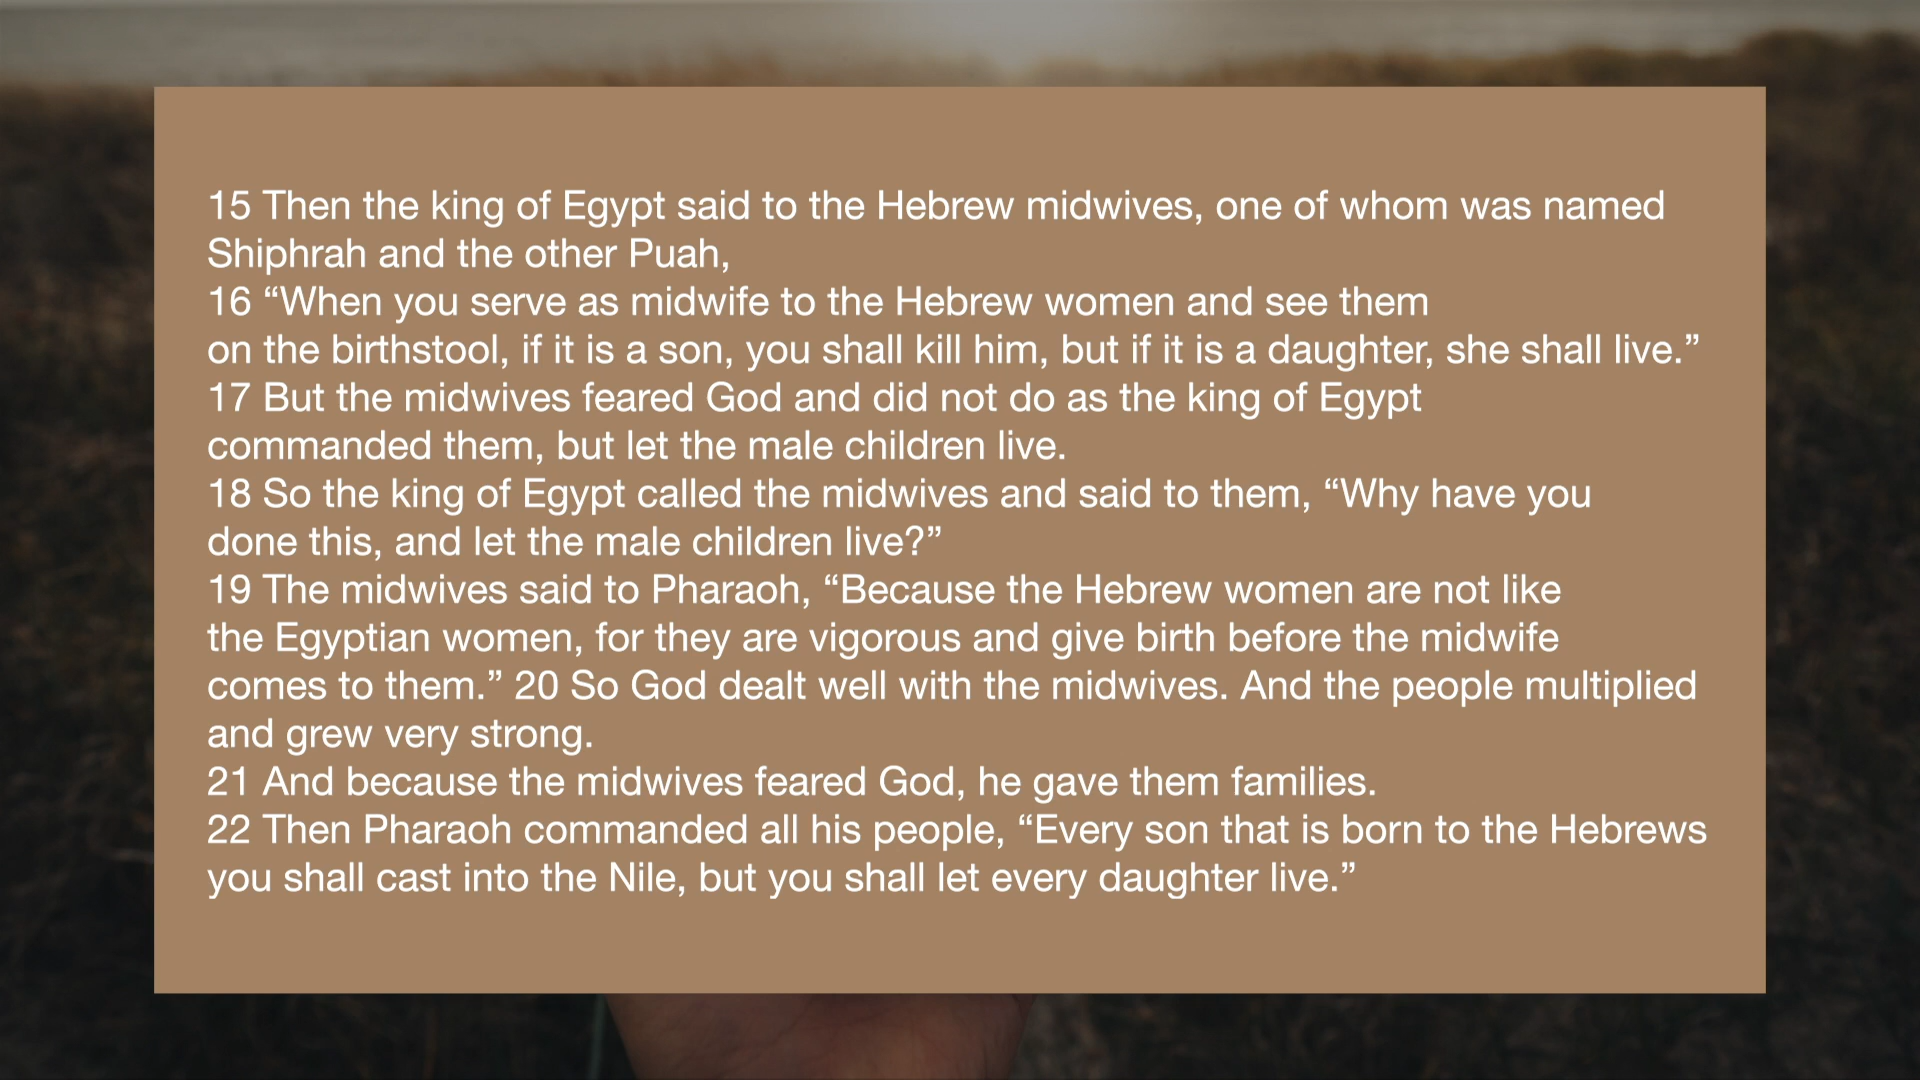 15 Then the king of Egypt said to the Hebrew midwives, one of whom was named
Shiphrah and the other Puah,
16 “When you serve as midwife to the Hebrew women and see them
on the birthstool, if it is a son, you shall kill him, but if it is a daughter, she shall live.”
17 But the midwives feared God and did not do as the king of Egypt
commanded them, but let the male children live.
18 So the king of Egypt called the midwives and said to them, “Why have you
done this, and let the male children live?”
19 The midwives said to Pharaoh, “Because the Hebrew women are not like
the Egyptian women, for they are vigorous and give birth before the midwife
comes to them.” 20 So God dealt well with the midwives. And the people multiplied
and grew very strong.
21 And because the midwives feared God, he gave them families.
22 Then Pharaoh commanded all his people, “Every son that is born to the Hebrews
you shall cast into the Nile, but you shall let every daughter live.”